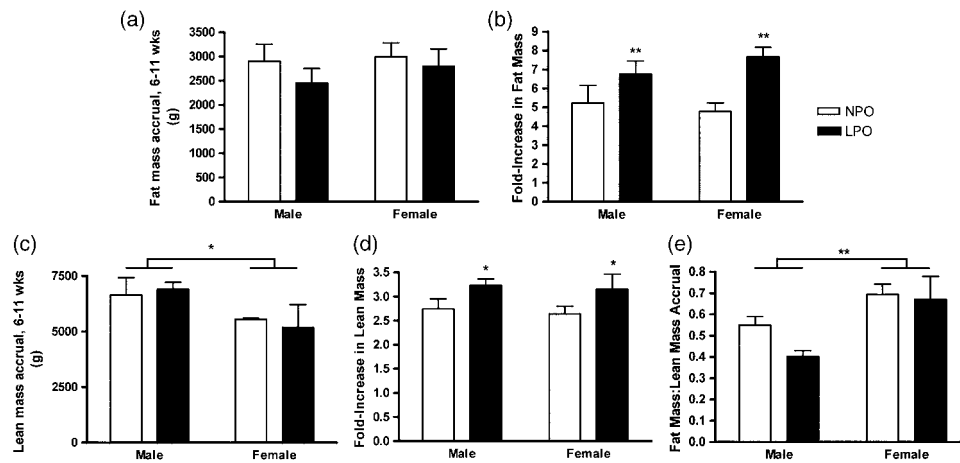 (a)
Fat mass accrual, 6-11 wks
(g)
3500
3000
2500
2000
1500
1000
500
0
Male
Female
(b)
Fold-Increase in Fat Mass
9
8
7
6
5
4
3
2
1
0
**
**
Male
Female
NPO
LPO
(c)
Lean mass accrual, 6-11 wks
(g)
7500
5000
2500
0
*
Male
Female
(d)
Fold-Increase in Lean Mass
3.5
3.0
2.5
2.0
1.5
1.0
0.5
0.0
*
*
Male
Female
(e)
Fat Mass:Lean Mass Accrual
0.8
0.7
0.6
0.5
0.4
0.3
0.2
0.1
0.0
**
Male
Female